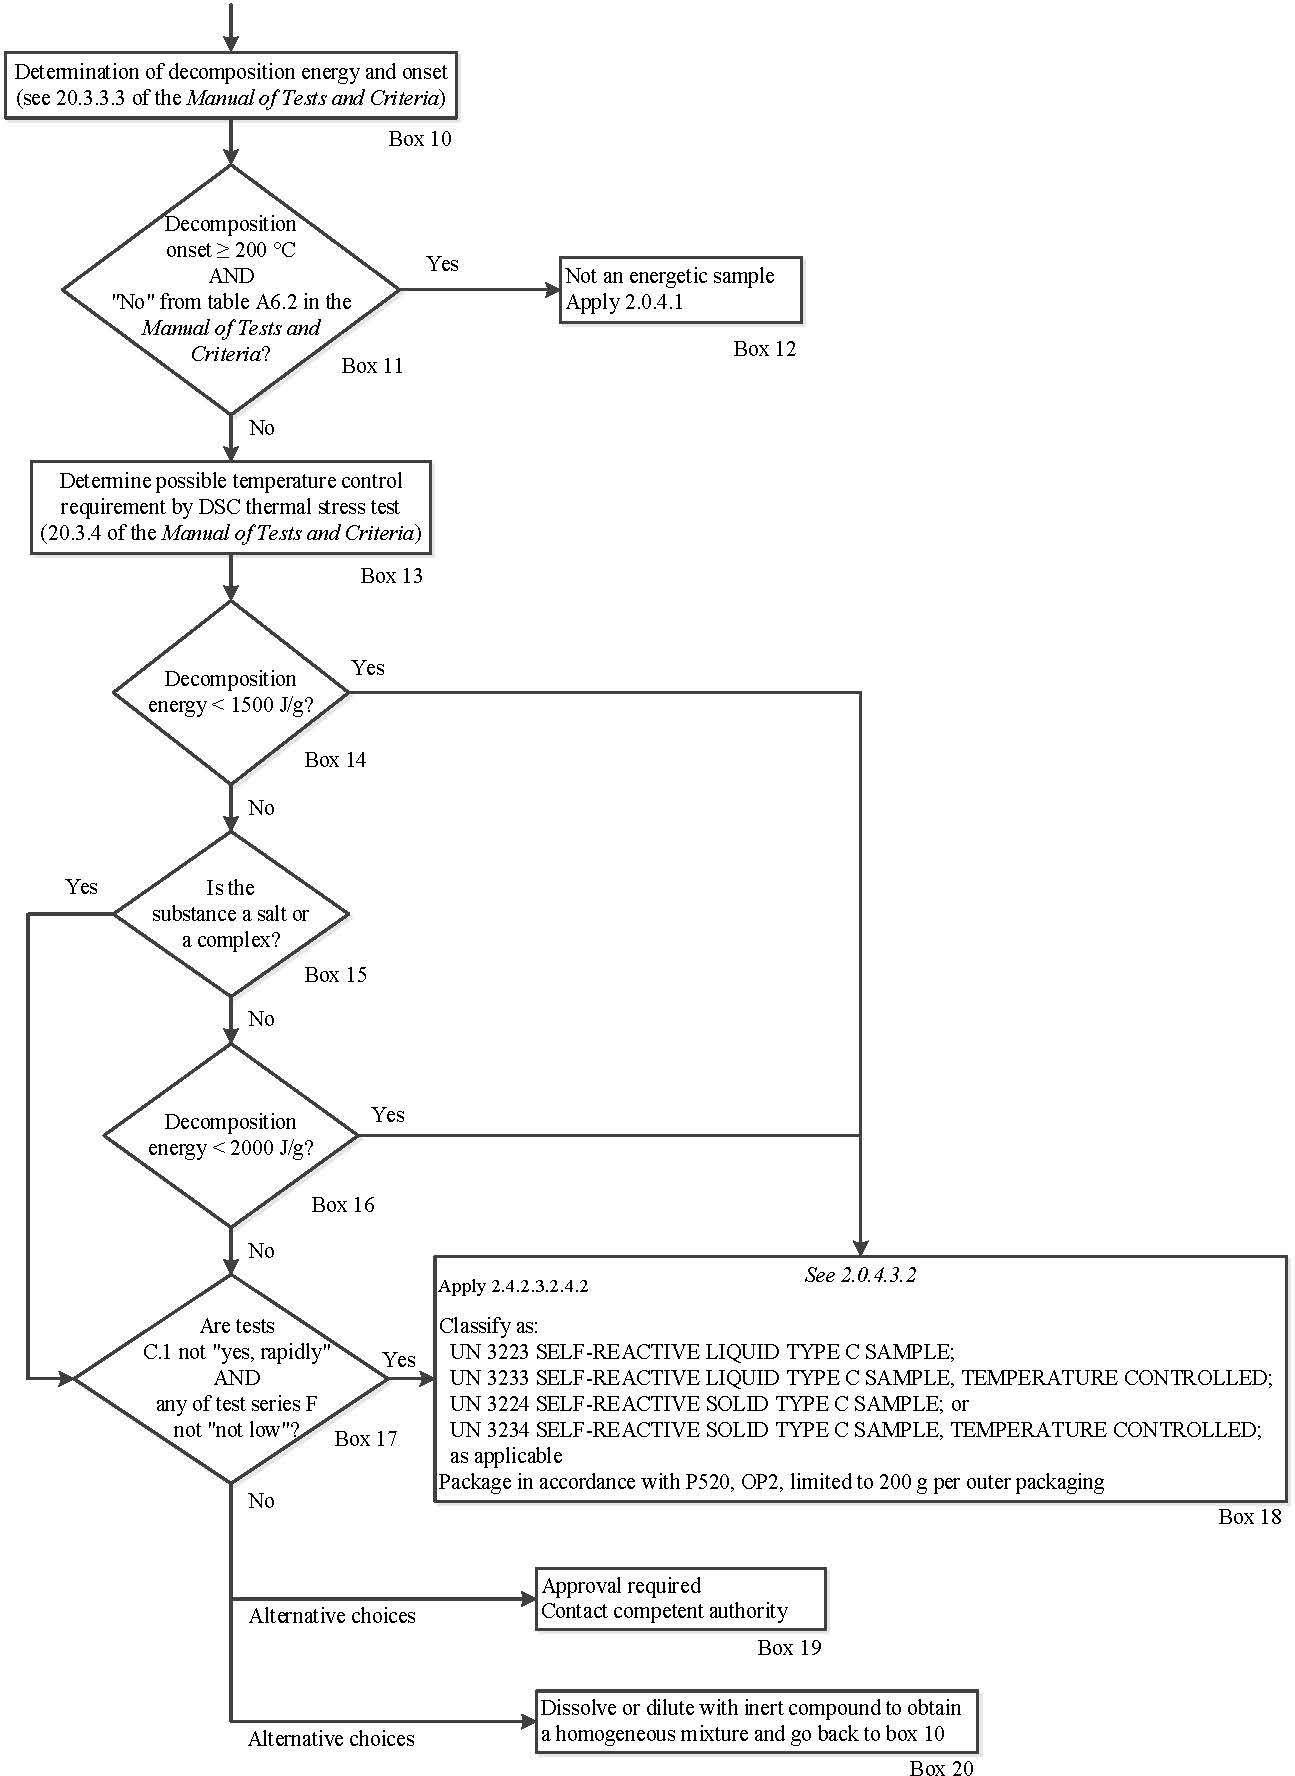 Determination of decomposition energy and onset
(see 20.3.3.3 of the Manual of Tests and Criteria)
Box 10
Decomposition
onset ≥ 200 °C
AND
"No" from table A6.2 in the
Manual of Tests and
Criteria?
Box 11
Yes
Not an energetic sample
Apply 2.0.4.1
Box 12
No
Determine possible temperature control
requirement by DSC thermal stress test
(20.3.4 of the Manual of Tests and Criteria)
Box 13
Decomposition
energy < 1500 J/g?
Yes
Box 14
No
Is the
substance a salt or
a complex?
Yes
Box 15
No
Decomposition
energy < 2000 J/g?
Yes
Box 16
No
Are tests
C.1 not "yes, rapidly"
AND
any of test series F
not "not low"?
Yes
Box 17
See 2.0.4.3.2
Apply 2.4.2.3.2.4.2
Classify as:
UN 3223 SELF-REACTIVE LIQUID TYPE C SAMPLE;
UN 3233 SELF-REACTIVE LIQUID TYPE C SAMPLE, TEMPERATURE CONTROLLED;
UN 3224 SELF-REACTIVE SOLID TYPE C SAMPLE; or
UN 3234 SELF-REACTIVE SOLID TYPE C SAMPLE, TEMPERATURE CONTROLLED;
as applicable
Package in accordance with P520, OP2, limited to 200 g per outer packaging
Box 18
No
Alternative choices
Approval required
Contact competent authority
Box 19
Alternative choices
Dissolve or dilute with inert compound to obtain
a homogeneous mixture and go back to box 10
Box 20